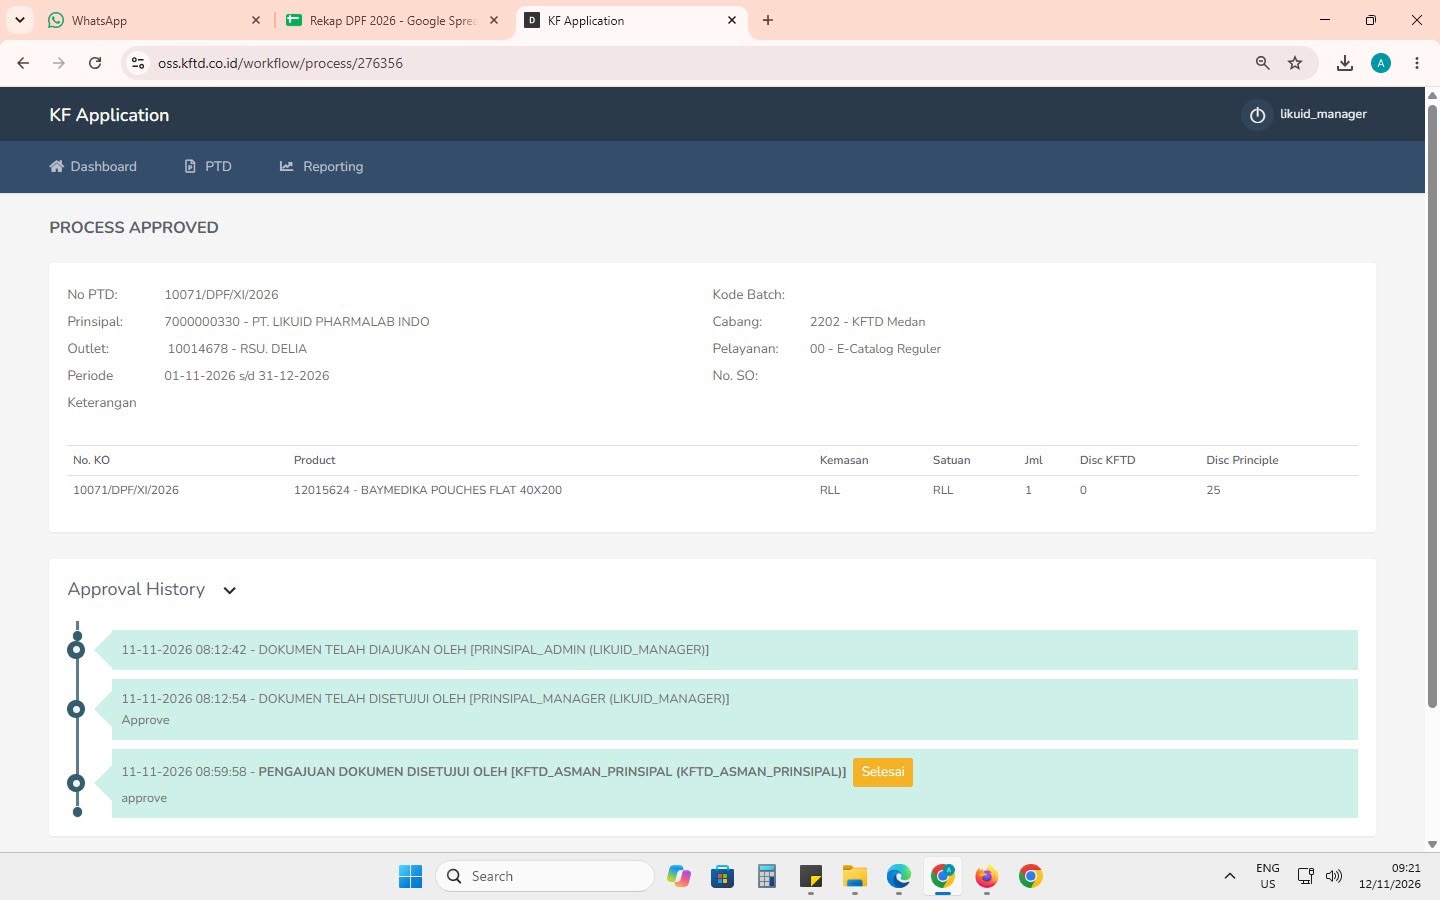 WhatsApp
Rekap DPF 2026 - Google Sprea
D KF Application
oss.kftd.co.id/workflow/process/276356
A
KF Application
likuid_manager
Dashboard
PTD
Reporting
PROCESS APPROVED
No PTD: 10071/DPF/XI/2026
Kode Batch:
Prinsipal: 7000000330 - PT. LIKUID PHARMALAB INDO
Cabang: 2202 - KFTD Medan
Outlet: 10014678 - RSU. DELIA
Pelayanan: 00 - E-Catalog Reguler
Periode 01-11-2026 s/d 31-12-2026
No. SO:
Keterangan
No. KO Product Kemasan Satuan Jml Disc KFTD Disc Principle
10071/DPF/XI/2026 12015624 - BAYMEDIKA POUCHES FLAT 40X200 RLL RLL 1 0 25
Approval History
11-11-2026 08:12:42 - DOKUMEN TELAH DIAJUKAN OLEH [PRINSIPAL_ADMIN (LIKUID_MANAGER)]
11-11-2026 08:12:54 - DOKUMEN TELAH DISETUJUI OLEH [PRINSIPAL_MANAGER (LIKUID_MANAGER)]
Approve
11-11-2026 08:59:58 - PENGAJUAN DOKUMEN DISETUJUI OLEH [KFTD_ASMAN_PRINSIPAL (KFTD_ASMAN_PRINSIPAL)] Selesai
approve
Search
ENG
US
09:21
12/11/2026